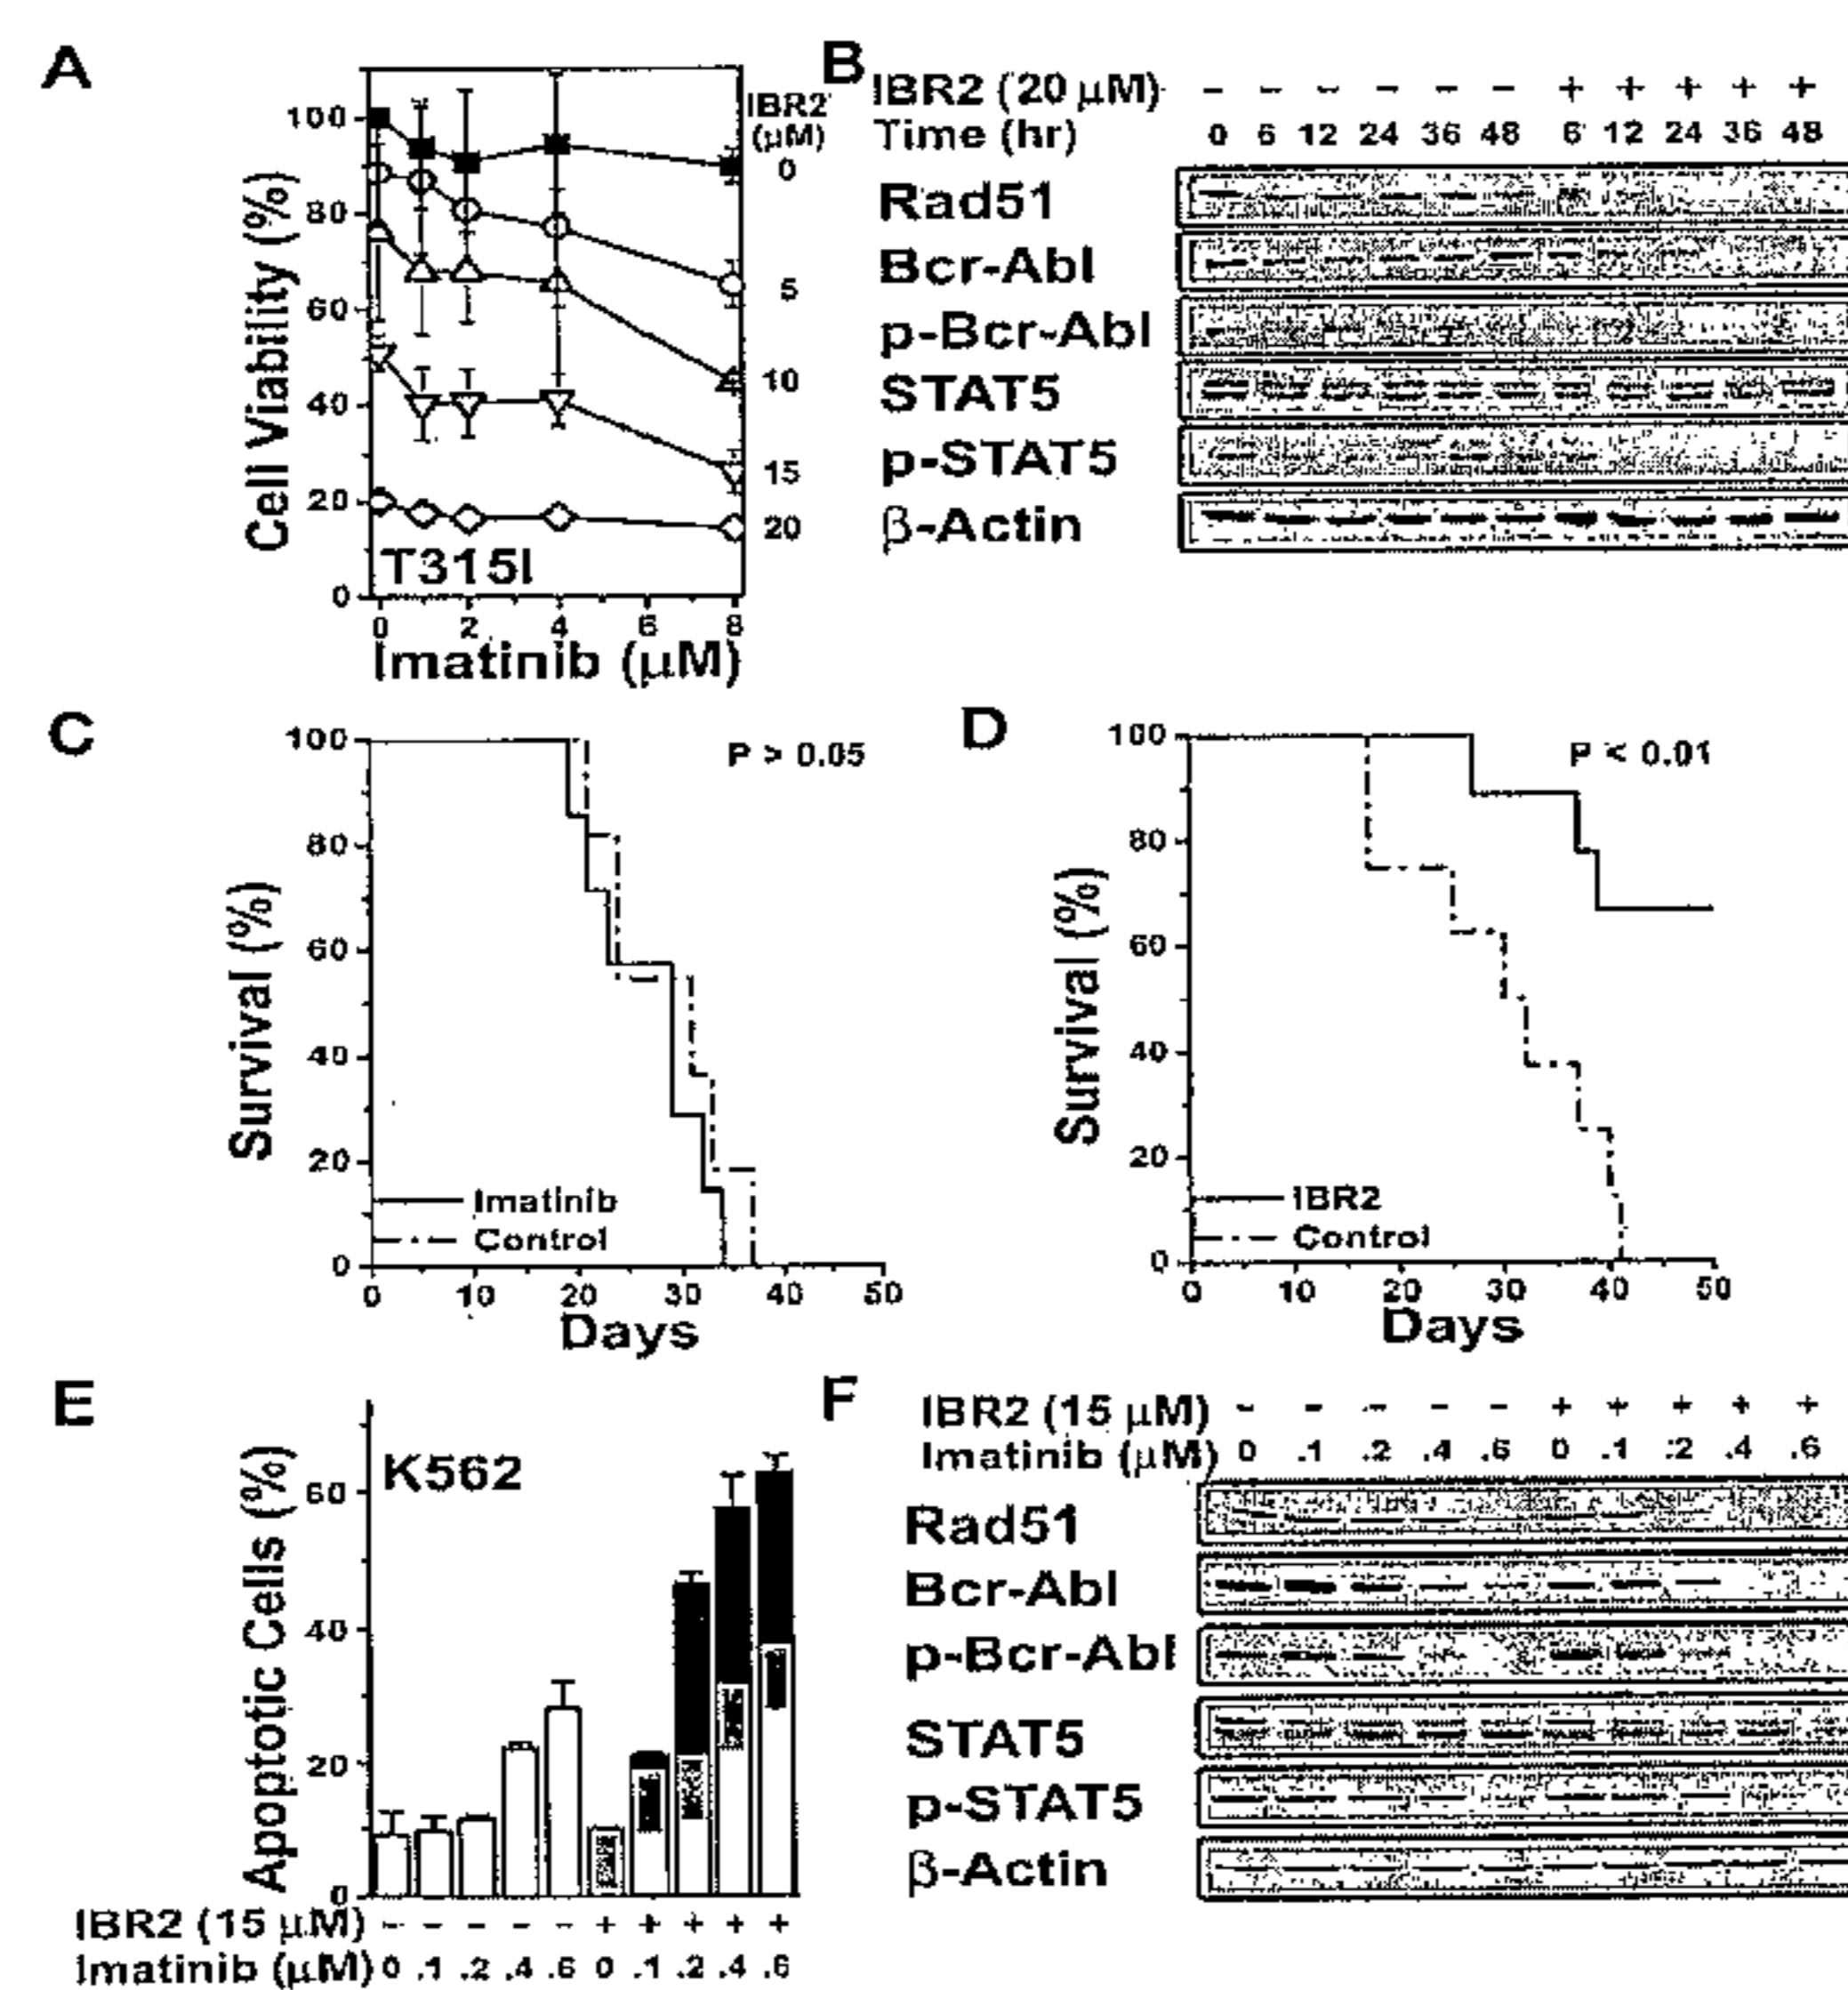 A
100
80
60
40
20
0
Cell Viability (%)
T315I
0 2 4 6 8
Imatinib (µM)
IBR2
(µM)
0
5
10
15
20
B
IBR2 (20 µM) - - - - - - + + + + +
Time (hr) 0 6 12 24 36 48 6 12 24 36 48
Rad51
Bcr-Abl
p-Bcr-Abl
STAT5
p-STAT5
β-Actin
C
100
80
60
40
20
0
Survival (%)
P > 0.05
Imatinib
Control
0 10 20 30 40 50
Days
D
100
80
60
40
20
0
Survival (%)
P < 0.01
IBR2
Control
0 10 20 30 40 50
Days
E
60
40
20
0
Apoptotic Cells (%)
K562
IBR2 (15 µM) - - - - - + + + + +
Imatinib (µM) 0 .1 .2 .4 .6 0 .1 .2 .4 .6
F
IBR2 (15 µM) - - - - - + + + + +
Imatinib (µM) 0 .1 .2 .4 .6 0 .1 .2 .4 .6
Rad51
Bcr-Abl
p-Bcr-Abl
STAT5
p-STAT5
β-Actin